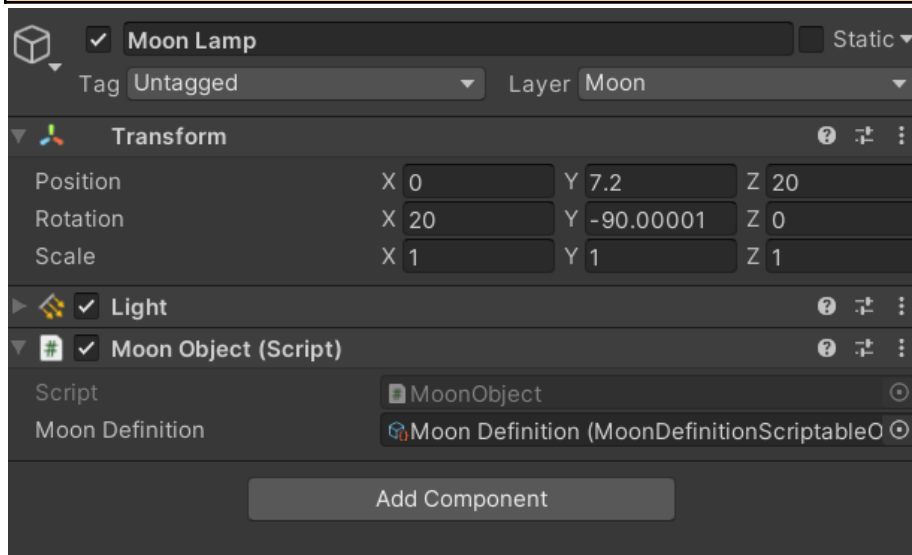 Moon Lamp Static
Tag Untagged Layer Moon
Transform
Position X 0 Y 7.2 Z 20
Rotation X 20 Y -90.00001 Z 0
Scale X 1 Y 1 Z 1
Light
# Moon Object (Script)
Script # MoonObject
Moon Definition Moon Definition (MoonDefinitionScriptableO
Add Component